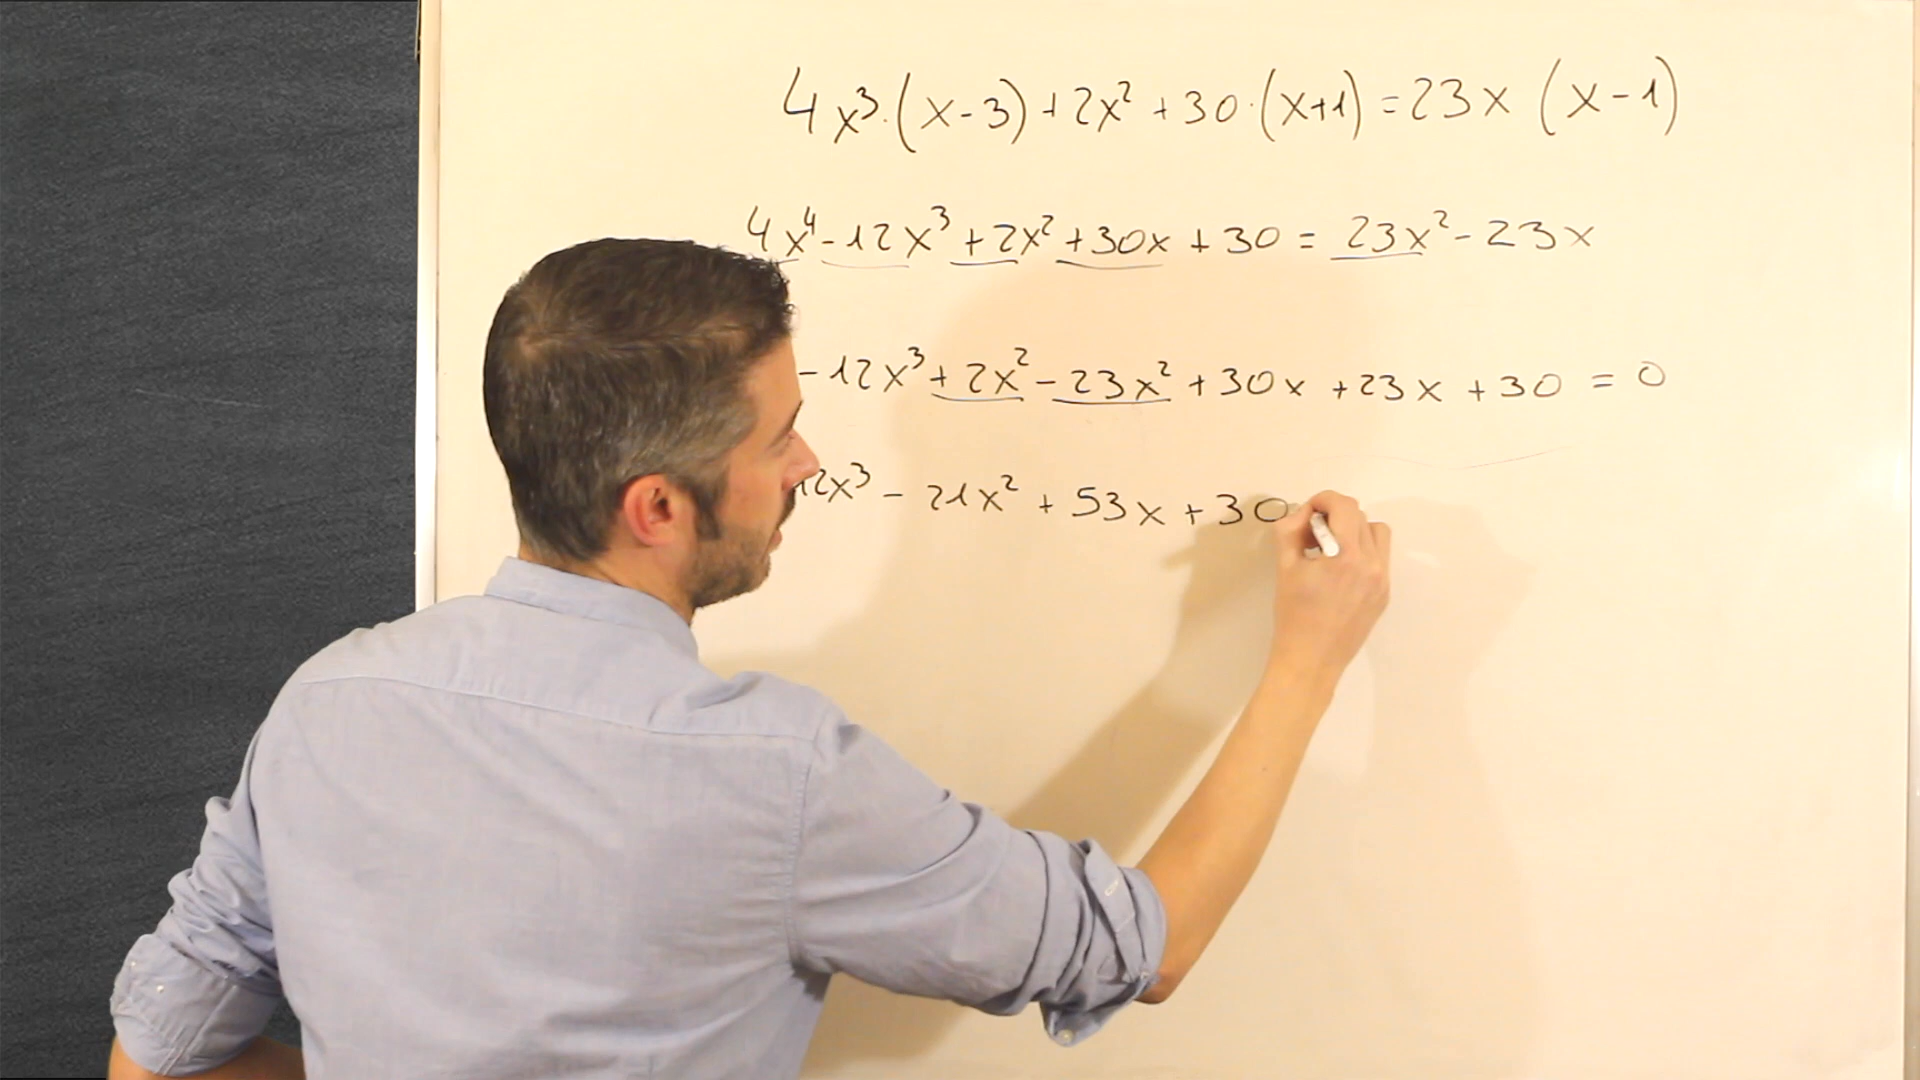 4x³·(x-3)+2x²+30·(x+1)=23x(x-1)
4x⁴-12x³+2x²+30x+30=23x²-23x
-12x³+2x²-23x²+30x+23x+30=0
12x³-21x²+53x+30